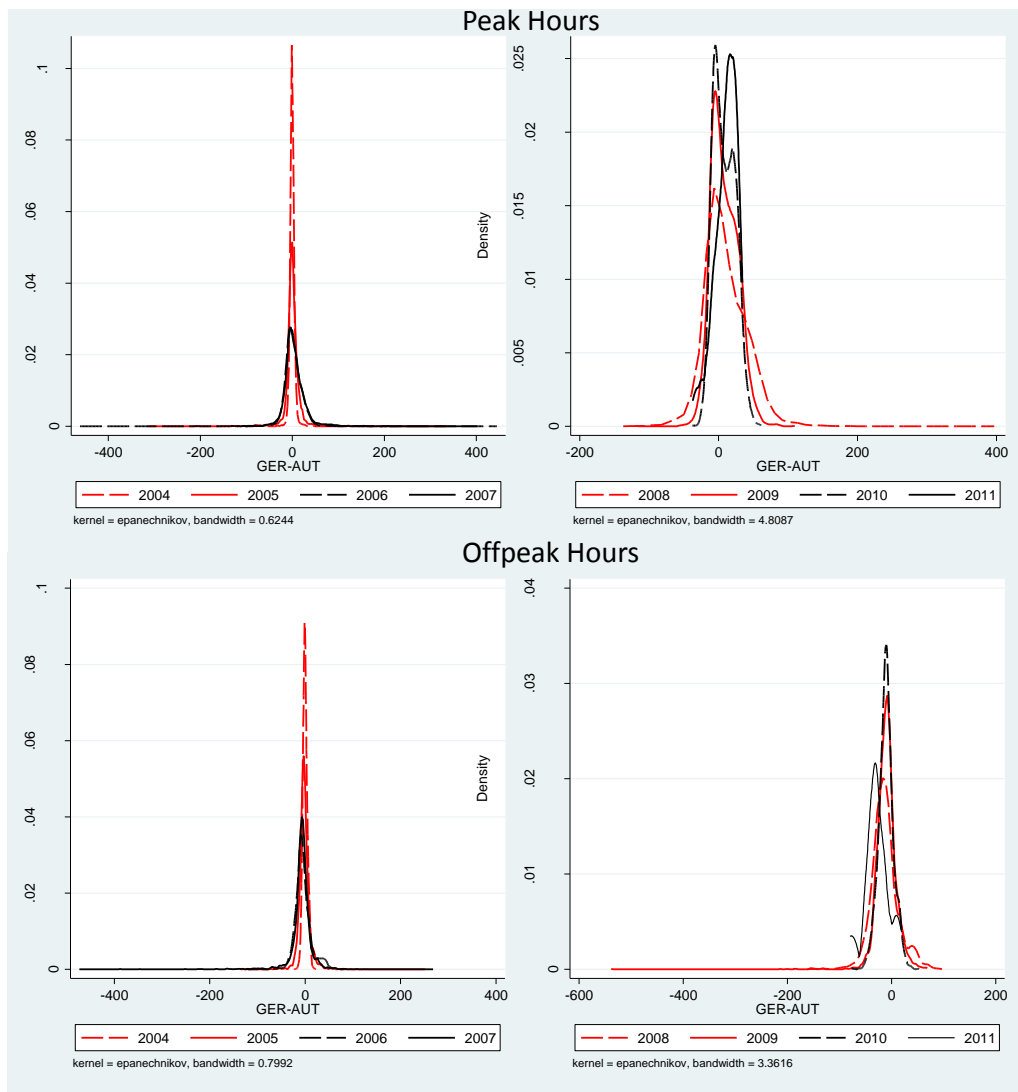 Peak Hours
.1
.08
.06
.04
.02
0
-400 -200 0 200 400
GER-AUT
2004 2005 2006 2007
kernel = epanechnikov, bandwidth = 0.6244
Density
.025
.02
.015
.01
.005
0
-200 0 200 400
GER-AUT
2008 2009 2010 2011
kernel = epanechnikov, bandwidth = 4.8087
Offpeak Hours
.1
.08
.06
.04
.02
0
-400 -200 0 200 400
GER-AUT
2004 2005 2006 2007
kernel = epanechnikov, bandwidth = 0.7992
Density
.04
.03
.02
.01
0
-600 -400 -200 0 200
GER-AUT
2008 2009 2010 2011
kernel = epanechnikov, bandwidth = 3.3616